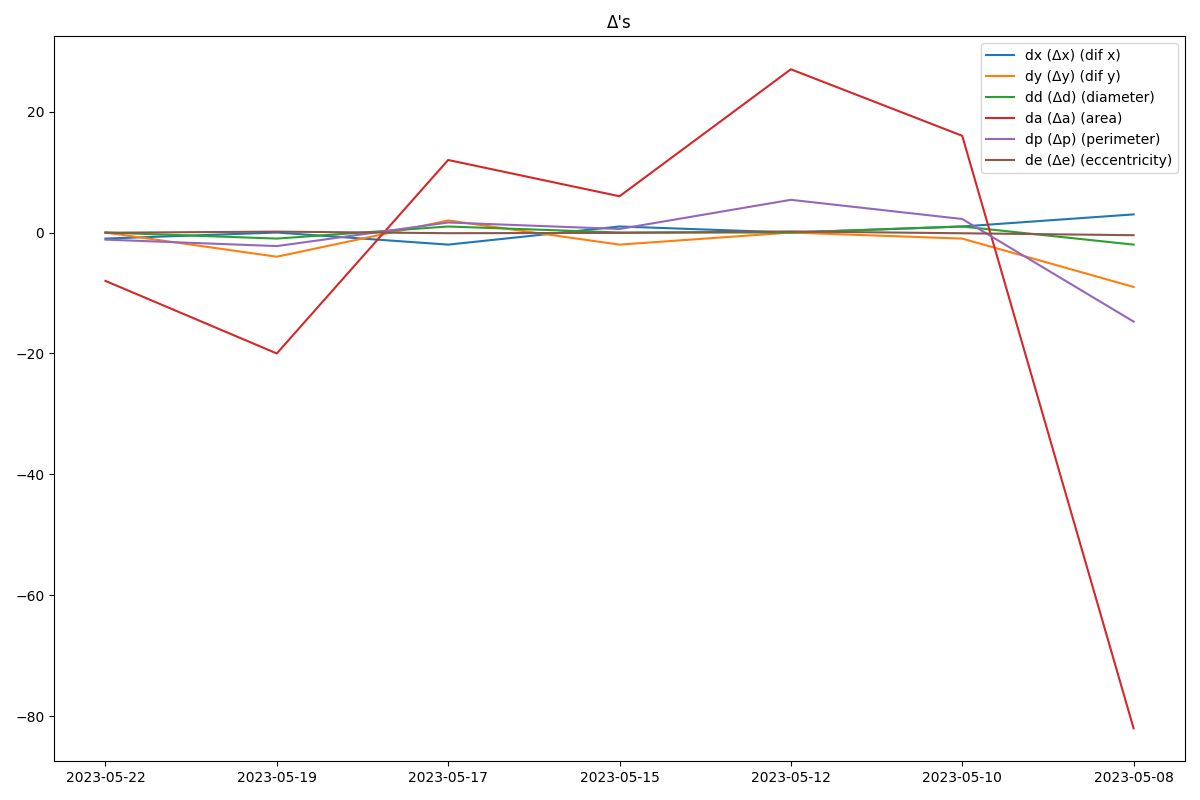 Δ's
dx (Δx) (dif x)
dy (Δy) (dif y)
dd (Δd) (diameter)
da (Δa) (area)
dp (Δp) (perimeter)
de (Δe) (eccentricity)
20
0
−20
−40
−60
−80
2023-05-22 2023-05-19 2023-05-17 2023-05-15 2023-05-12 2023-05-10 2023-05-08